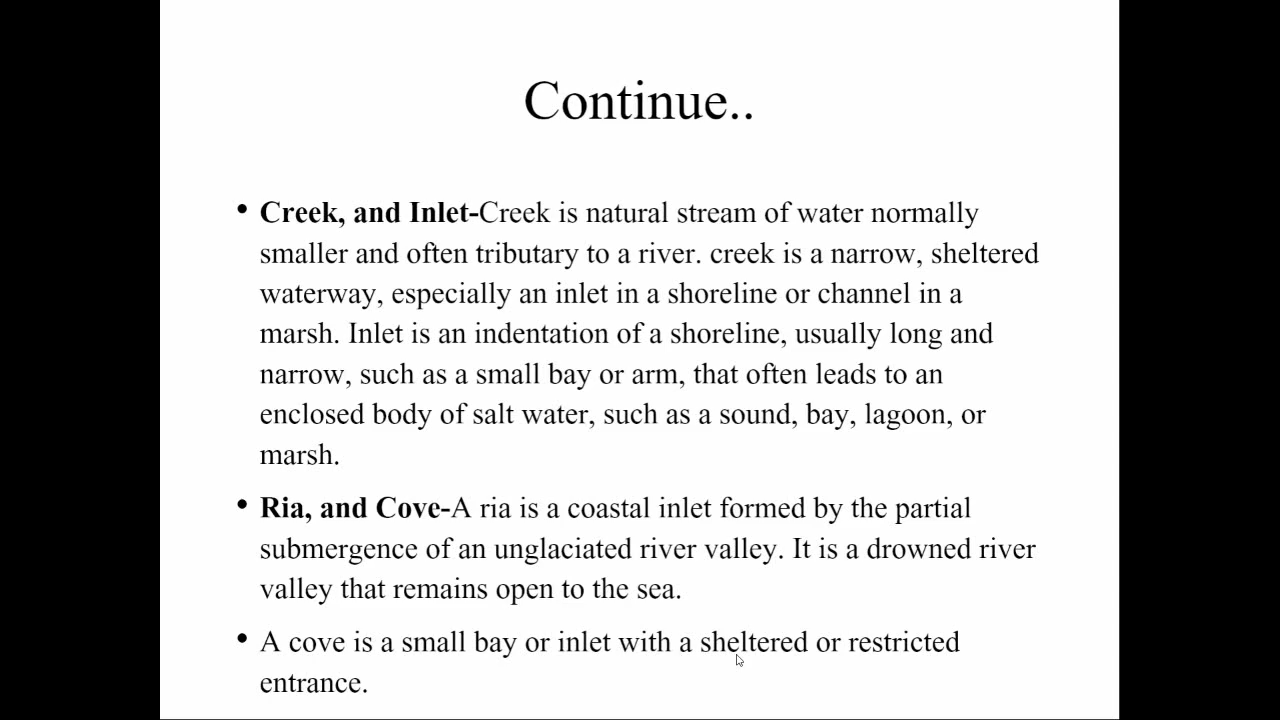 Continue..
• Creek, and Inlet-Creek is natural stream of water normally
smaller and often tributary to a river. creek is a narrow, sheltered
waterway, especially an inlet in a shoreline or channel in a
marsh. Inlet is an indentation of a shoreline, usually long and
narrow, such as a small bay or arm, that often leads to an
enclosed body of salt water, such as a sound, bay, lagoon, or
marsh.
• Ria, and Cove-A ria is a coastal inlet formed by the partial
submergence of an unglaciated river valley. It is a drowned river
valley that remains open to the sea.
• A cove is a small bay or inlet with a sheltered or restricted
entrance.